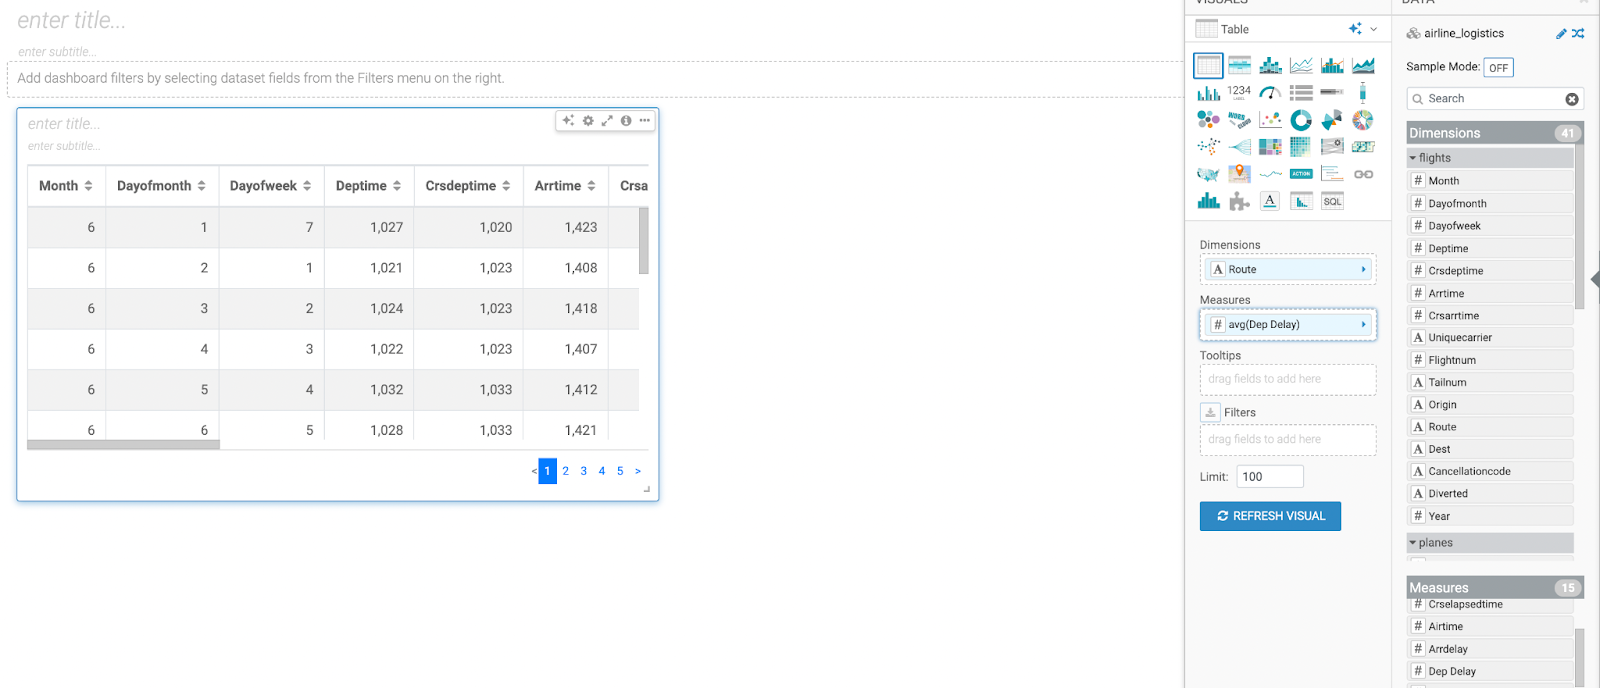 enter title...
enter subtitle...
Add dashboard filters by selecting dataset fields from the Filters menu on the right.
enter title...
enter subtitle...
Month Dayofmonth Dayofweek Deptime Crsdeptime Arrtime Crsa
6 1 7 1,027 1,020 1,423
6 2 1 1,021 1,023 1,408
6 3 2 1,024 1,023 1,418
6 4 3 1,022 1,023 1,407
6 5 4 1,032 1,033 1,412
6 6 5 1,028 1,033 1,421
< 1 2 3 4 5 >
VISUALS
Table
1234
LABEL
WORD
CLOUD
ACTION
A
SQL
Dimensions
A Route
Measures
# avg(Dep Delay)
Tooltips
drag fields to add here
Filters
drag fields to add here
Limit: 100
REFRESH VISUAL
DATA
airline_logistics
Sample Mode: OFF
Search
Dimensions 41
flights
# Month
# Dayofmonth
# Dayofweek
# Deptime
# Crsdeptime
# Arrtime
# Crsarrtime
A Uniquecarrier
# Flightnum
A Tailnum
A Origin
A Route
A Dest
A Cancellationcode
A Diverted
# Year
planes
Measures 15
# Crselapsedtime
# Airtime
# Arrdelay
# Dep Delay